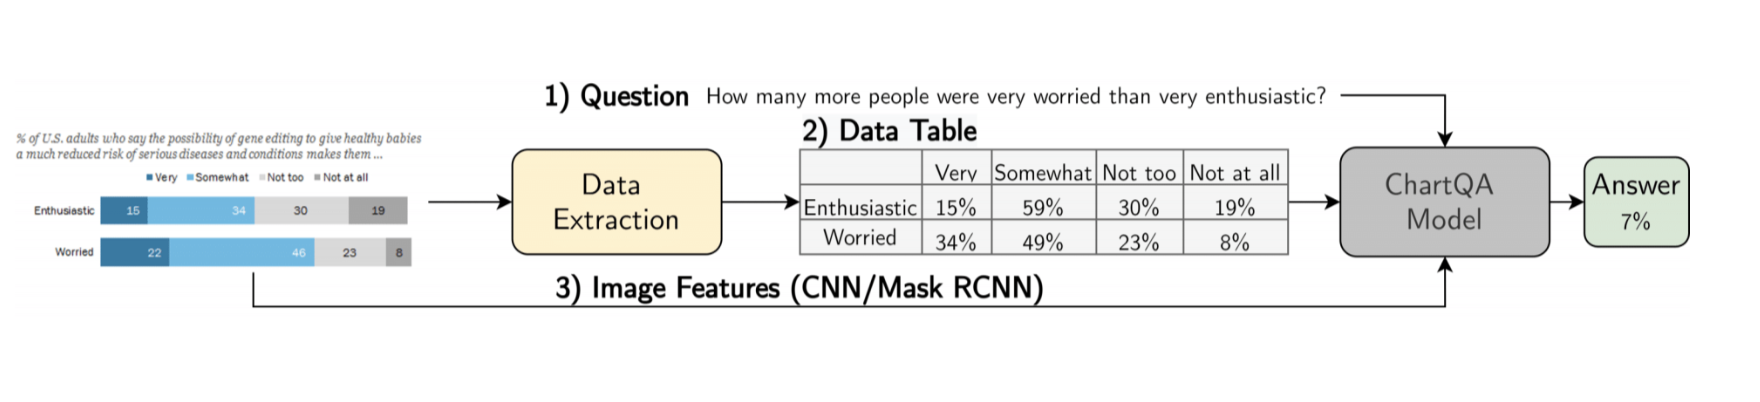 1) Question How many more people were very worried than very enthusiastic?
% of U.S. adults who say the possibility of gene editing to give healthy babies
a much reduced risk of serious diseases and conditions makes them ...
Very Somewhat Not too Not at all
Enthusiastic 15 34 30 19
Worried 22 46 23 8
Data
Extraction
2) Data Table
Very Somewhat Not too Not at all
Enthusiastic 15% 59% 30% 19%
Worried 34% 49% 23% 8%
3) Image Features (CNN/Mask RCNN)
ChartQA
Model
Answer
7%